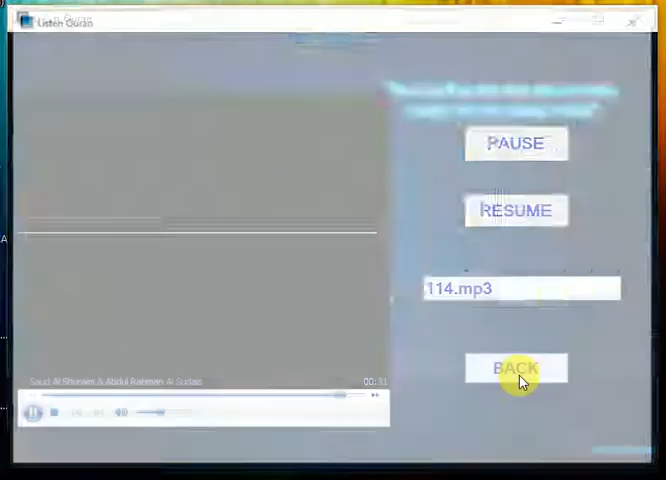 Listen Quran
PAUSE
RESUME
114.mp3
BACK
Saud Al Shuraim & Abdul Rahman Al Sudais
00:31